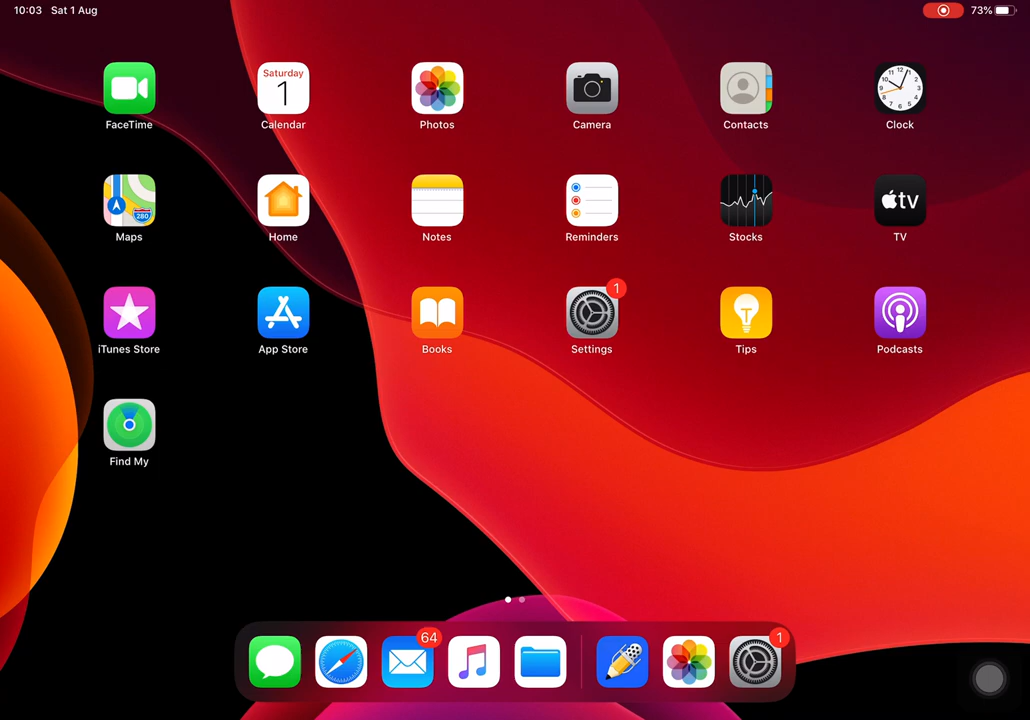 10:03 Sat 1 Aug 73%
Saturday
1
12
FaceTime Calendar Photos Camera Contacts Clock
280
tv
Maps Home Notes Reminders Stocks TV
1
iTunes Store App Store Books Settings Tips Podcasts
Find My
64 1